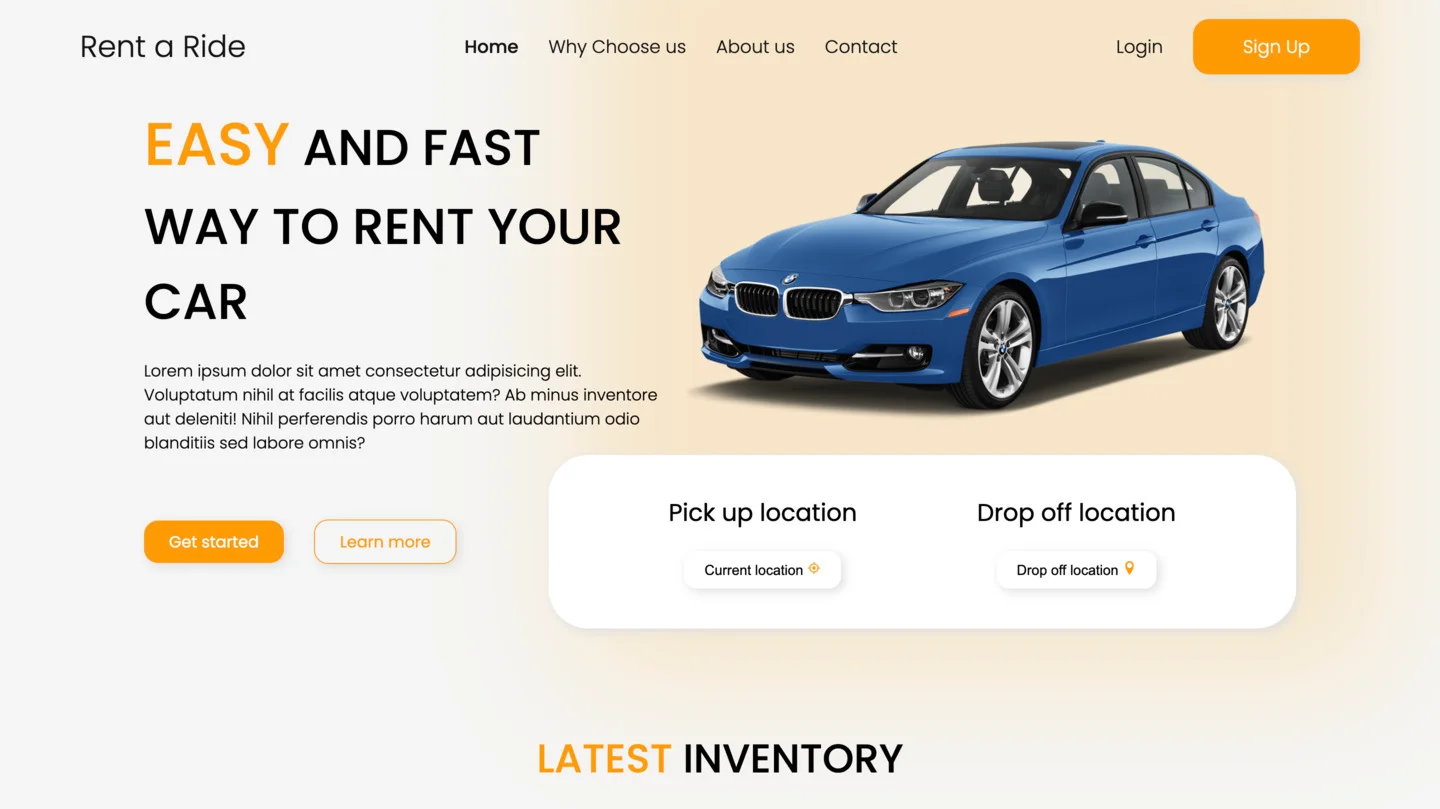 Rent a Ride
Home
Why Choose us
About us
Contact
Login
Sign Up
EASY AND FAST
WAY TO RENT YOUR
CAR
Lorem ipsum dolor sit amet consectetur adipisicing elit.
Voluptatum nihil at facilis atque voluptatem? Ab minus inventore
aut deleniti! Nihil perferendis porro harum aut laudantium odio
blanditiis sed labore omnis?
Get started
Learn more
Pick up location
Current location
Drop off location
Drop off location
LATEST INVENTORY